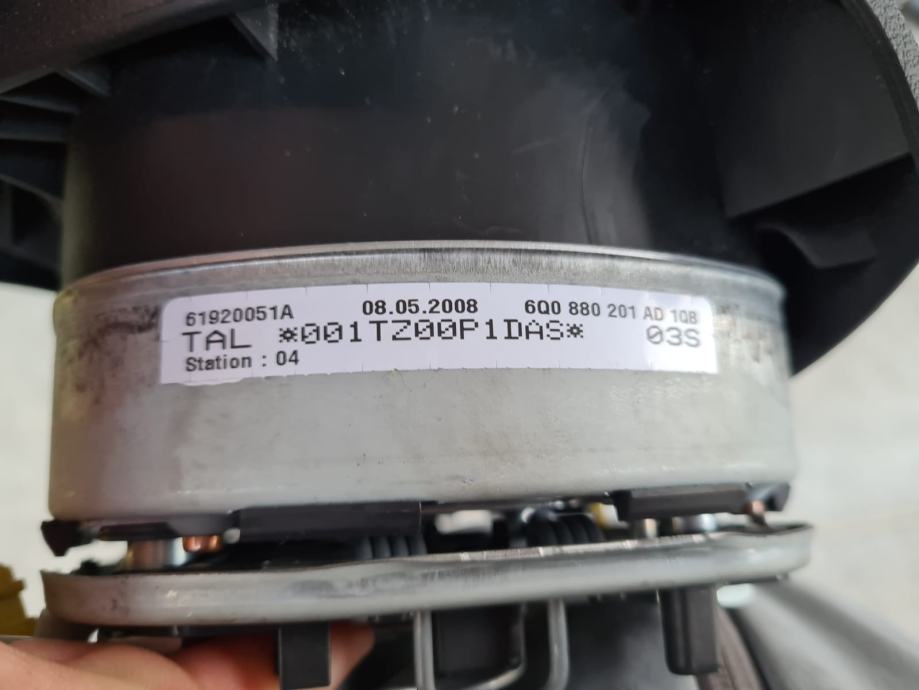 61920051A 08.05.2008 6Q0 880 201 AD 1QB
TAL *001TZ00P1DAS* 03S
Station : 04